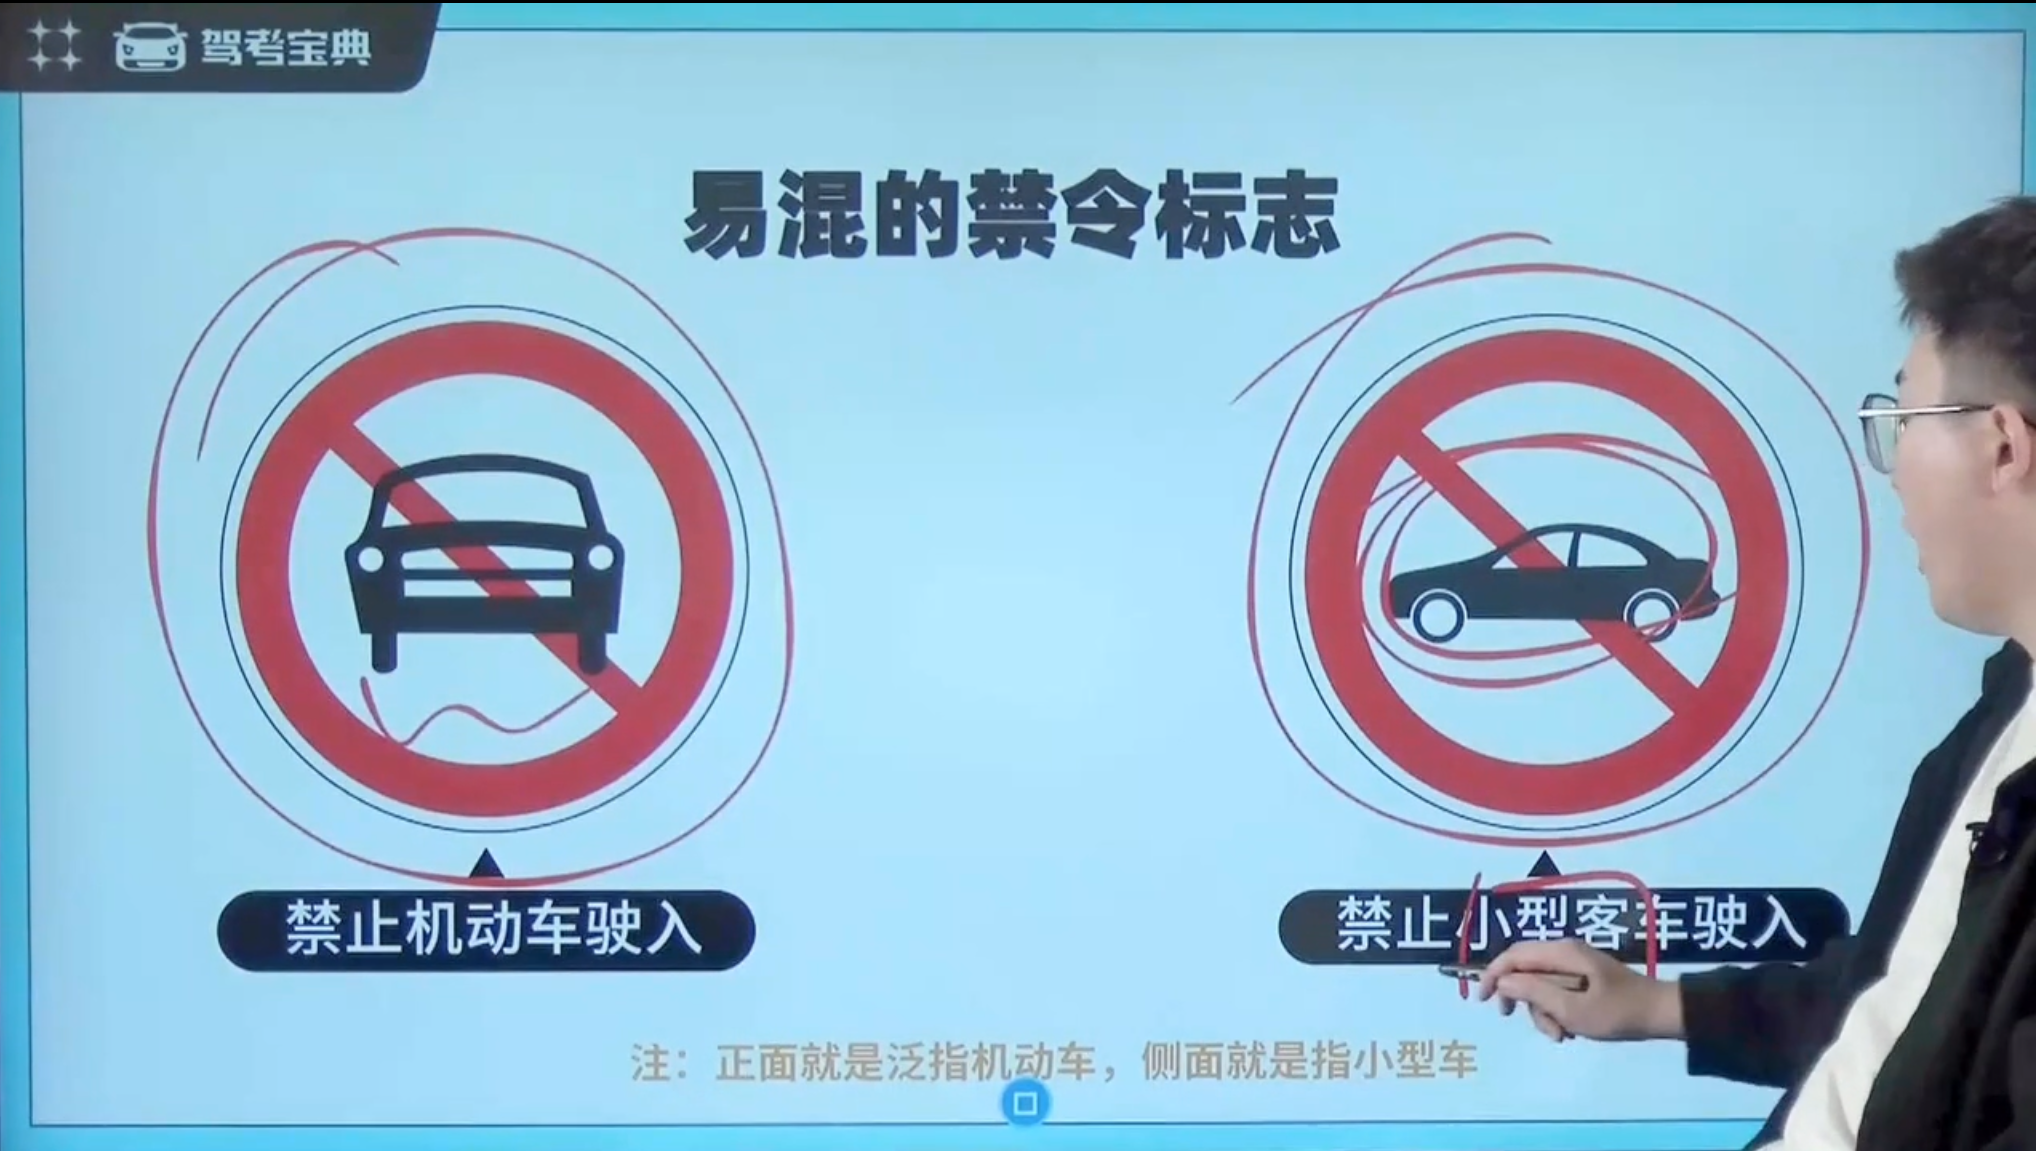 驾考宝典
易混的禁令标志
禁止机动车驶入
禁止小型客车驶入
注：正面就是泛指机动车，侧面就是指小型车